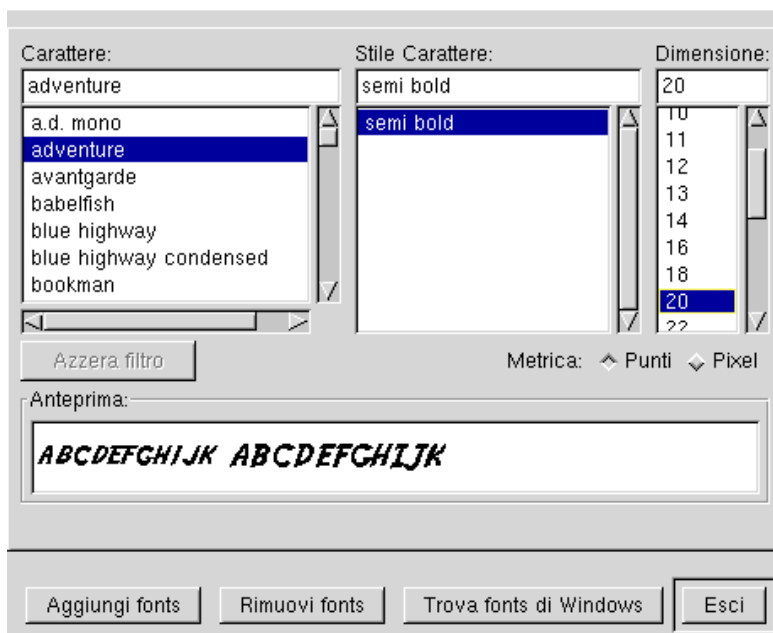 Carattere: Stile Carattere: Dimensione:
adventure semi bold 20
a.d. mono
adventure
avantgarde
babelfish
blue highway
blue highway condensed
bookman
semi bold
10
11
12
13
14
16
18
20
22
Azzera filtro Metrica: Punti Pixel
Anteprima:
ABCDEFGHIJK ABCDEFGHIJK
Aggiungi fonts Rimuovi fonts Trova fonts di Windows Esci